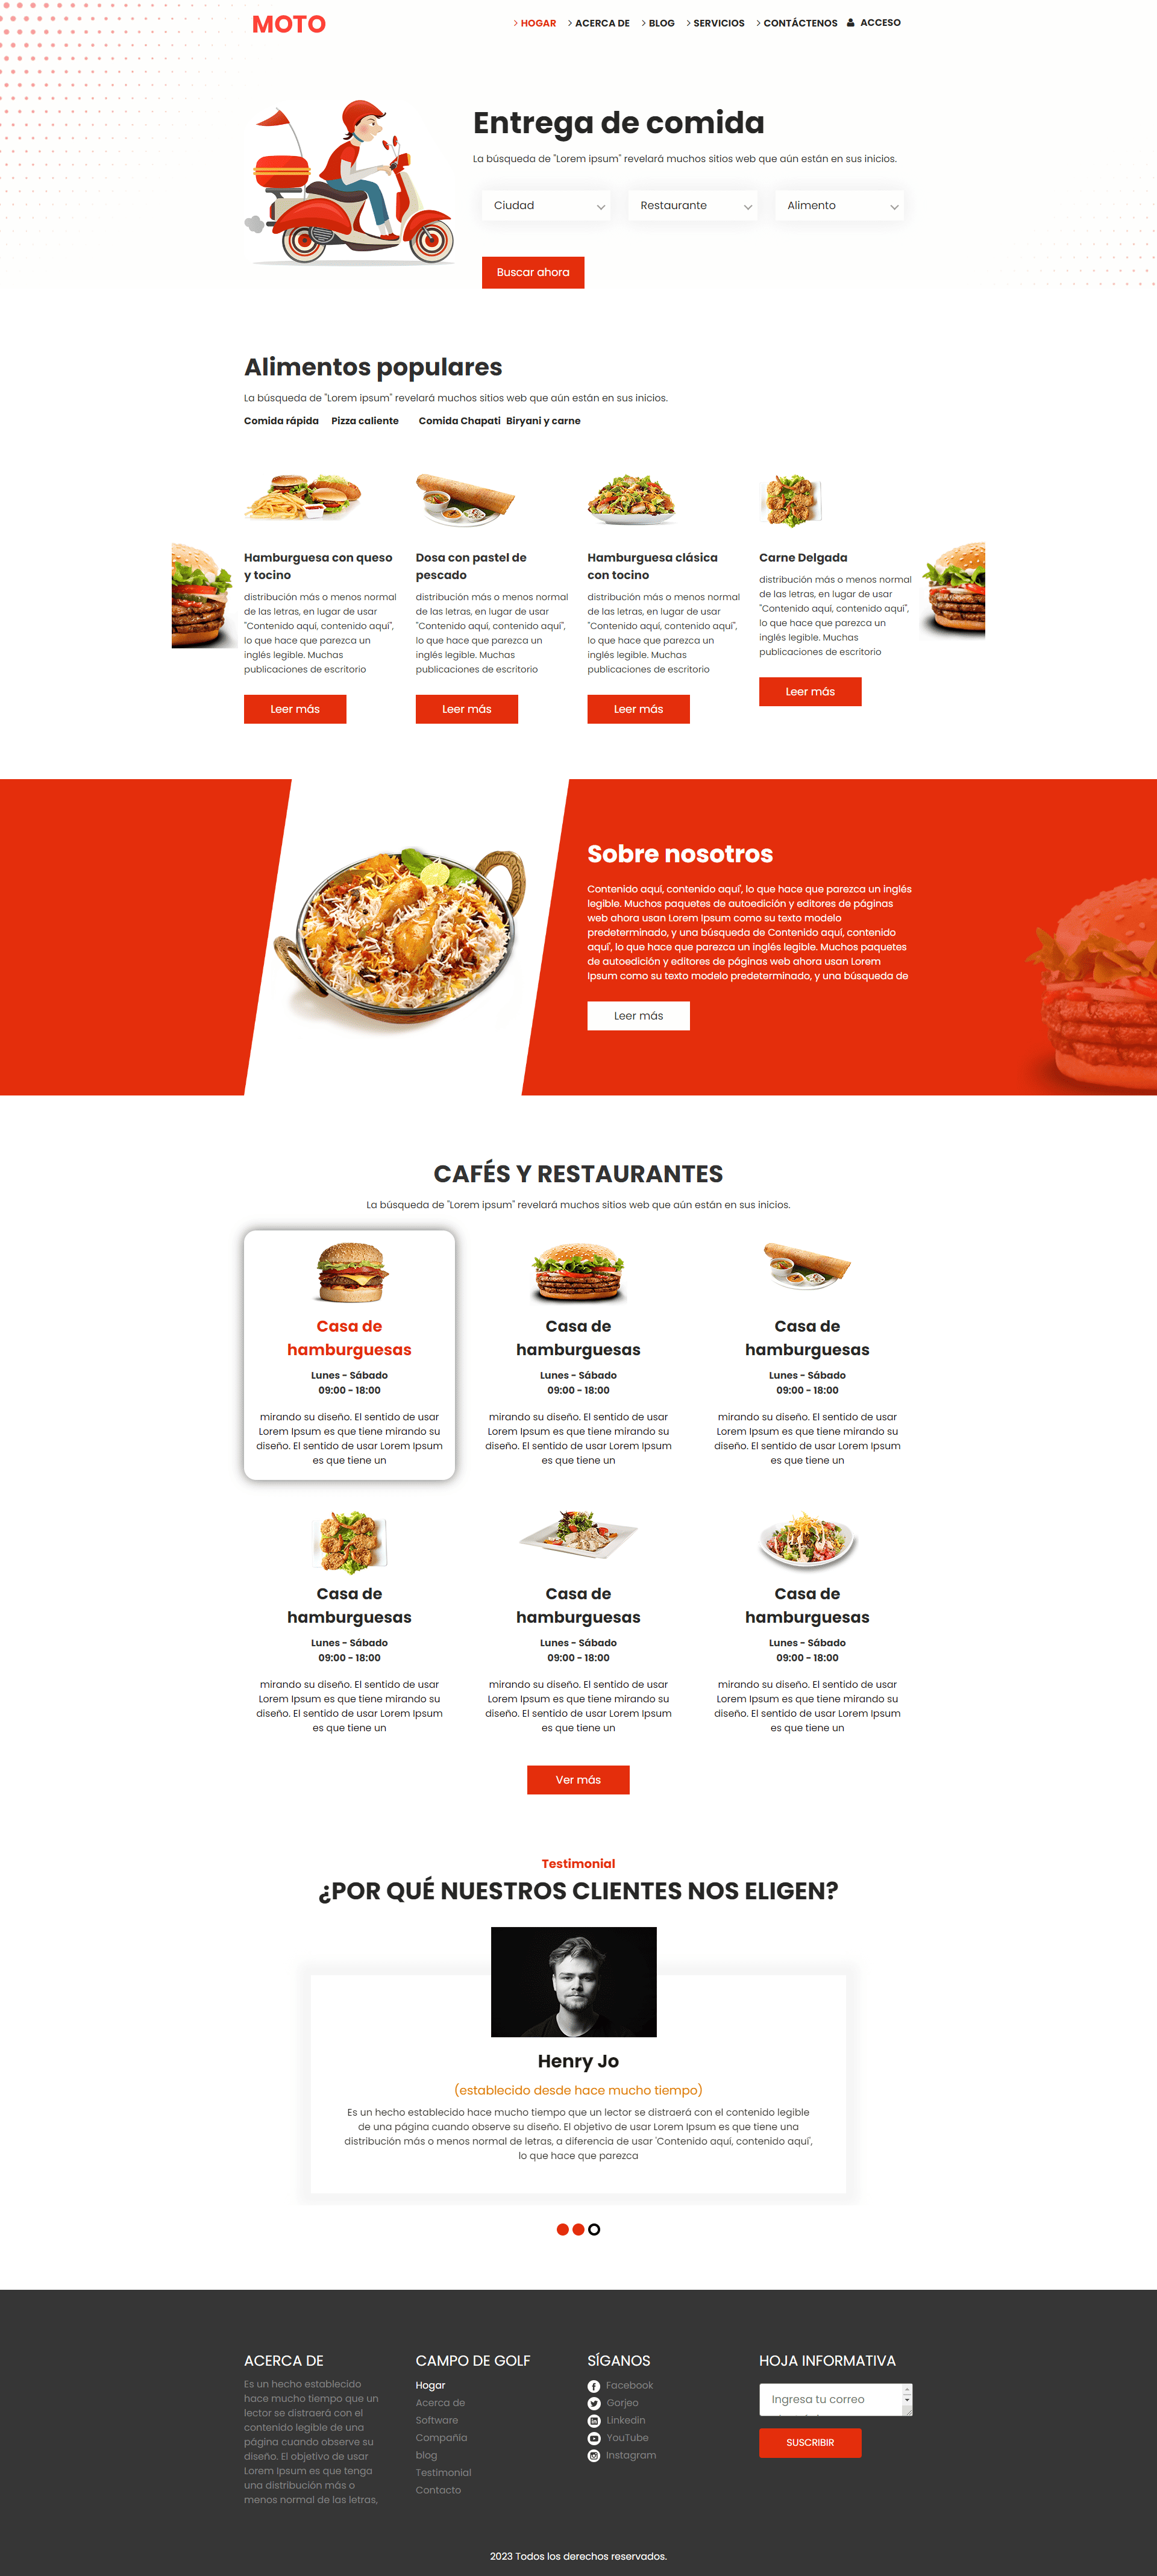 MOTO
HOGAR ACERCA DE BLOG SERVICIOS CONTÁCTENOS ACCESO
Entrega de comida
La búsqueda de "Lorem ipsum" revelará muchos sitios web que aún están en sus inicios.
Ciudad Restaurante Alimento
Buscar ahora
Alimentos populares
La búsqueda de "Lorem ipsum" revelará muchos sitios web que aún están en sus inicios.
Comida rápida Pizza caliente Comida Chapati Biryani y carne
Hamburguesa con queso
y tocino
distribución más o menos normal
de las letras, en lugar de usar
"Contenido aquí, contenido aquí",
lo que hace que parezca un
inglés legible. Muchas
publicaciones de escritorio
Leer más
Dosa con pastel de
pescado
distribución más o menos normal
de las letras, en lugar de usar
"Contenido aquí, contenido aquí",
lo que hace que parezca un
inglés legible. Muchas
publicaciones de escritorio
Leer más
Hamburguesa clásica
con tocino
distribución más o menos normal
de las letras, en lugar de usar
"Contenido aquí, contenido aquí",
lo que hace que parezca un
inglés legible. Muchas
publicaciones de escritorio
Leer más
Carne Delgada
distribución más o menos normal
de las letras, en lugar de usar
"Contenido aquí, contenido aquí",
lo que hace que parezca un
inglés legible. Muchas
publicaciones de escritorio
Leer más
Sobre nosotros
Contenido aquí, contenido aquí', lo que hace que parezca un inglés
legible. Muchos paquetes de autoedición y editores de páginas
web ahora usan Lorem Ipsum como su texto modelo
predeterminado, y una búsqueda de Contenido aquí, contenido
aquí', lo que hace que parezca un inglés legible. Muchos paquetes
de autoedición y editores de páginas web ahora usan Lorem
Ipsum como su texto modelo predeterminado, y una búsqueda de
Leer más
CAFÉS Y RESTAURANTES
La búsqueda de "Lorem ipsum" revelará muchos sitios web que aún están en sus inicios.
Casa de
hamburguesas
Lunes - Sábado
09:00 - 18:00
mirando su diseño. El sentido de usar
Lorem Ipsum es que tiene mirando su
diseño. El sentido de usar Lorem Ipsum
es que tiene un
Casa de
hamburguesas
Lunes - Sábado
09:00 - 18:00
mirando su diseño. El sentido de usar
Lorem Ipsum es que tiene mirando su
diseño. El sentido de usar Lorem Ipsum
es que tiene un
Casa de
hamburguesas
Lunes - Sábado
09:00 - 18:00
mirando su diseño. El sentido de usar
Lorem Ipsum es que tiene mirando su
diseño. El sentido de usar Lorem Ipsum
es que tiene un
Casa de
hamburguesas
Lunes - Sábado
09:00 - 18:00
mirando su diseño. El sentido de usar
Lorem Ipsum es que tiene mirando su
diseño. El sentido de usar Lorem Ipsum
es que tiene un
Casa de
hamburguesas
Lunes - Sábado
09:00 - 18:00
mirando su diseño. El sentido de usar
Lorem Ipsum es que tiene mirando su
diseño. El sentido de usar Lorem Ipsum
es que tiene un
Casa de
hamburguesas
Lunes - Sábado
09:00 - 18:00
mirando su diseño. El sentido de usar
Lorem Ipsum es que tiene mirando su
diseño. El sentido de usar Lorem Ipsum
es que tiene un
Ver más
Testimonial
¿POR QUÉ NUESTROS CLIENTES NOS ELIGEN?
Henry Jo
(establecido desde hace mucho tiempo)
Es un hecho establecido hace mucho tiempo que un lector se distraerá con el contenido legible
de una página cuando observe su diseño. El objetivo de usar Lorem Ipsum es que tiene una
distribución más o menos normal de letras, a diferencia de usar 'Contenido aquí, contenido aquí',
lo que hace que parezca
ACERCA DE
Es un hecho establecido
hace mucho tiempo que un
lector se distraerá con el
contenido legible de una
página cuando observe su
diseño. El objetivo de usar
Lorem Ipsum es que tenga
una distribución más o
menos normal de las letras,
CAMPO DE GOLF
Hogar
Acerca de
Software
Compañía
blog
Testimonial
Contacto
SÍGANOS
Facebook
Gorjeo
Linkedin
YouTube
Instagram
HOJA INFORMATIVA
Ingresa tu correo
SUSCRIBIR
2023 Todos los derechos reservados.